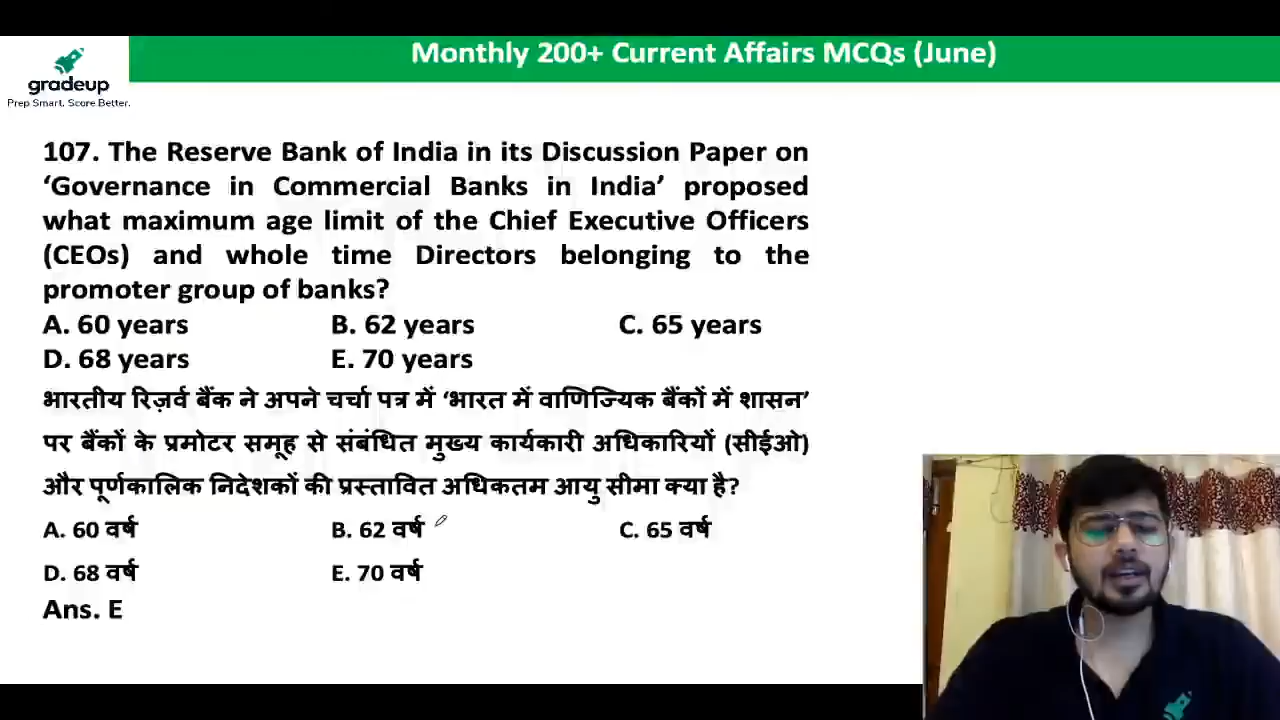 Monthly 200+ Current Affairs MCQs (June)
gradeup
Prep Smart. Score Better.
107. The Reserve Bank of India in its Discussion Paper on
‘Governance in Commercial Banks in India’ proposed
what maximum age limit of the Chief Executive Officers
(CEOs) and whole time Directors belonging to the
promoter group of banks?
A. 60 years B. 62 years C. 65 years
D. 68 years E. 70 years
भारतीय रिज़र्व बैंक ने अपने चर्चा पत्र में ‘भारत में वाणिज्यिक बैंकों में शासन’
पर बैंकों के प्रमोटर समूह से संबंधित मुख्य कार्यकारी अधिकारियों (सीईओ)
और पूर्णकालिक निदेशकों की प्रस्तावित अधिकतम आयु सीमा क्या है?
A. 60 वर्ष B. 62 वर्ष C. 65 वर्ष
D. 68 वर्ष E. 70 वर्ष
Ans. E